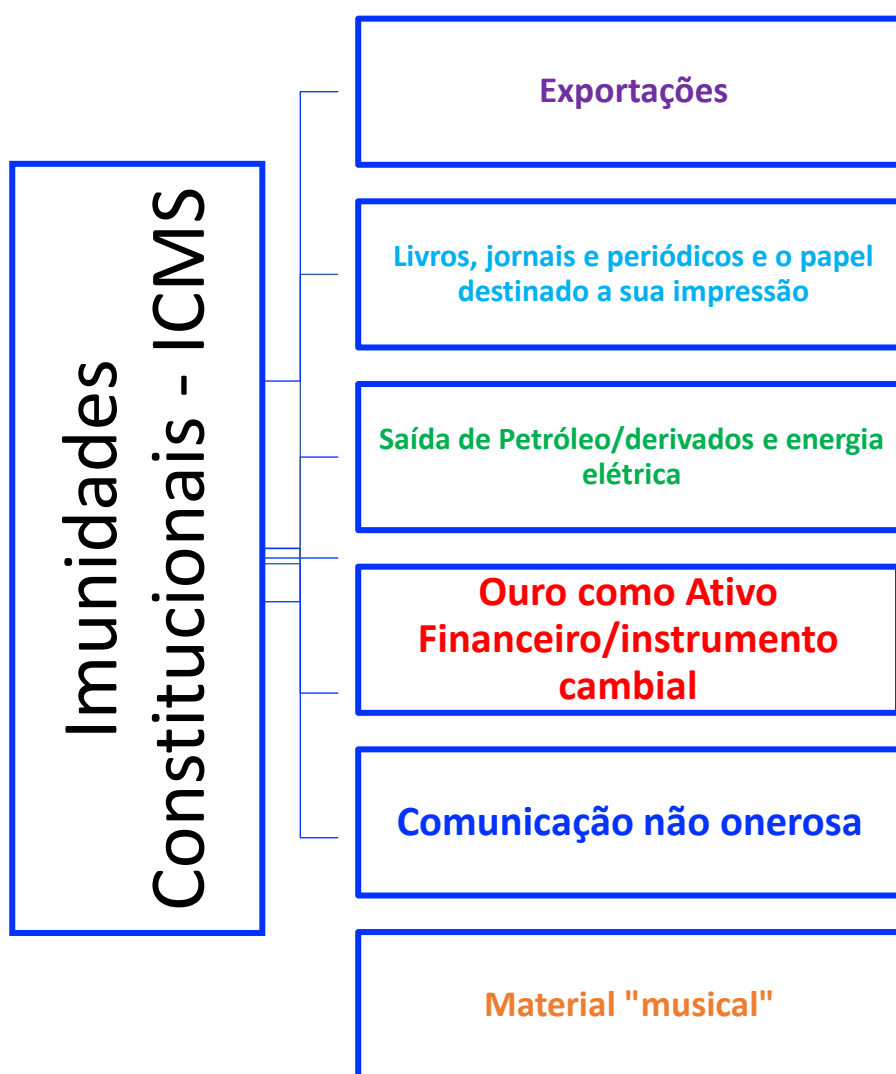 Imunidades
Constitucionais - ICMS
Exportações
Livros, jornais e periódicos e o papel
destinado a sua impressão
Saída de Petróleo/derivados e energia
elétrica
Ouro como Ativo
Financeiro/instrumento
cambial
Comunicação não onerosa
Material "musical"